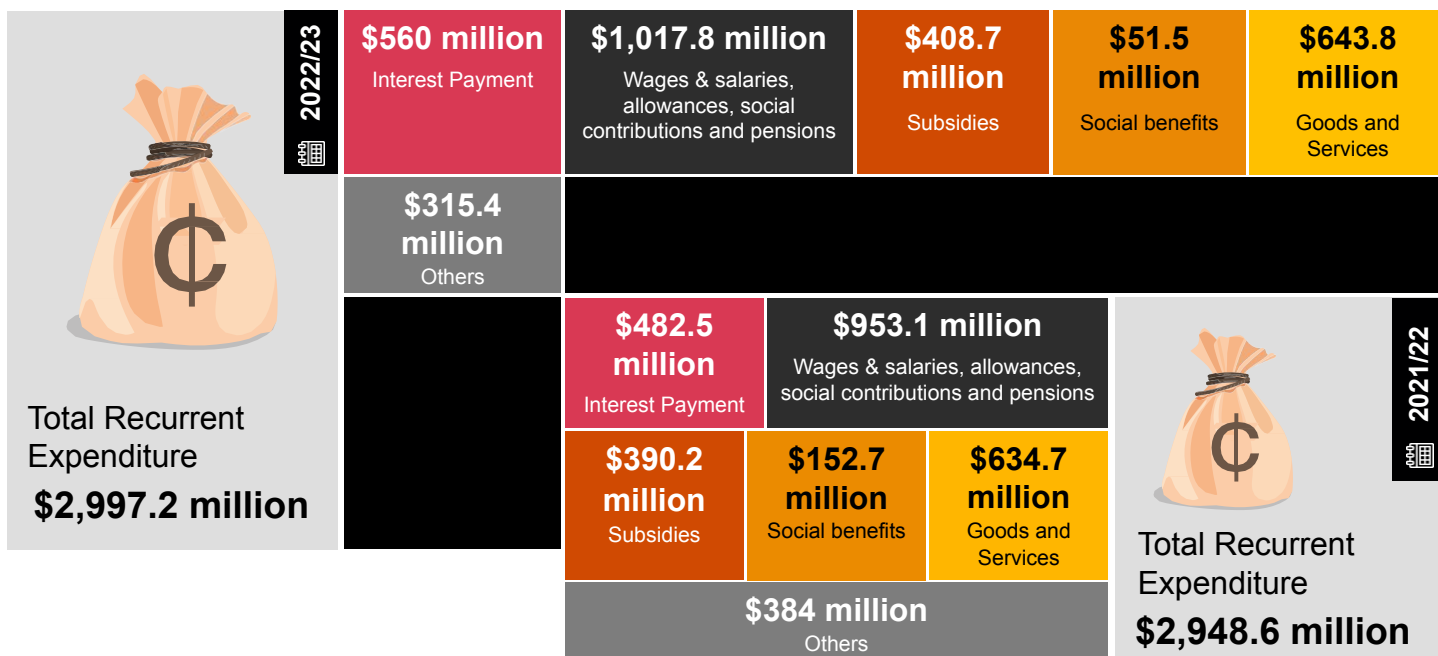 2022/23
Total Recurrent
Expenditure
$2,997.2 million
$560 million
Interest Payment
$1,017.8 million
Wages & salaries,
allowances, social
contributions and pensions
$408.7
million
Subsidies
$51.5
million
Social benefits
$643.8
million
Goods and
Services
$315.4
million
Others
$482.5
million
Interest Payment
$953.1 million
Wages & salaries, allowances,
social contributions and pensions
$390.2
million
Subsidies
$152.7
million
Social benefits
$634.7
million
Goods and
Services
$384 million
Others
2021/22
Total Recurrent
Expenditure
$2,948.6 million
₵
₵